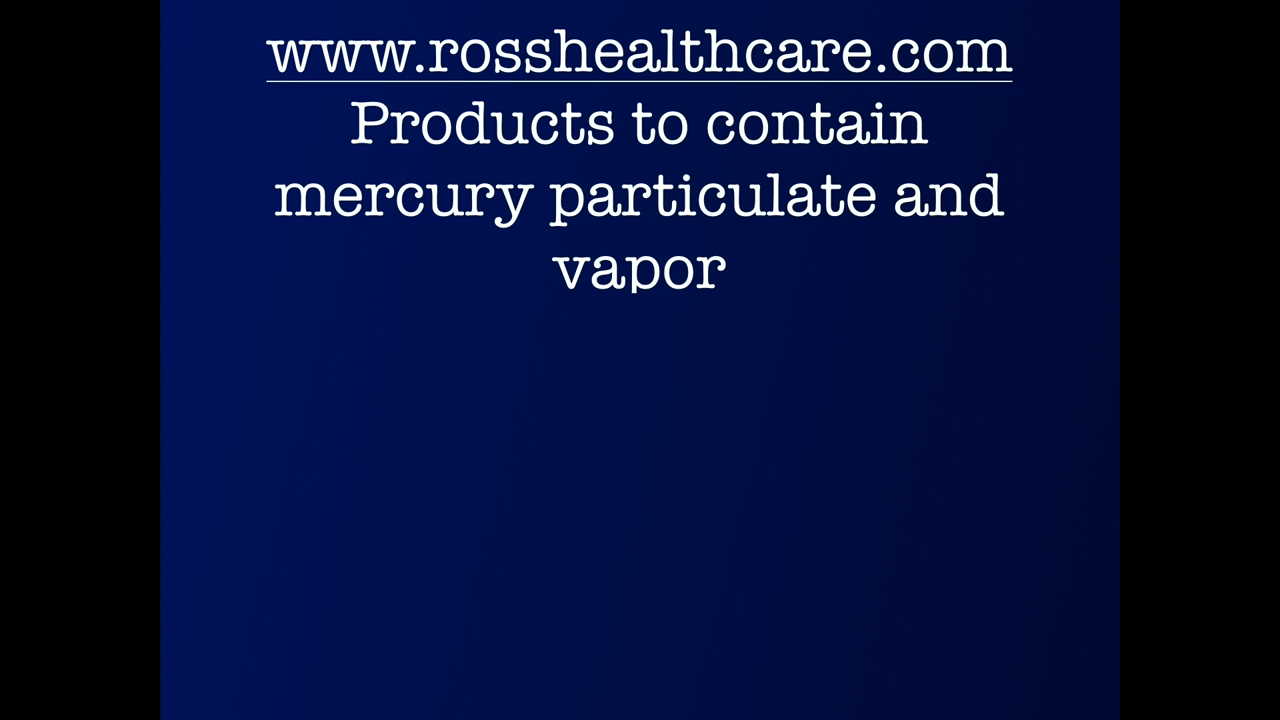 www.rosshealthcare.com
Products to contain
mercury particulate and
vapor